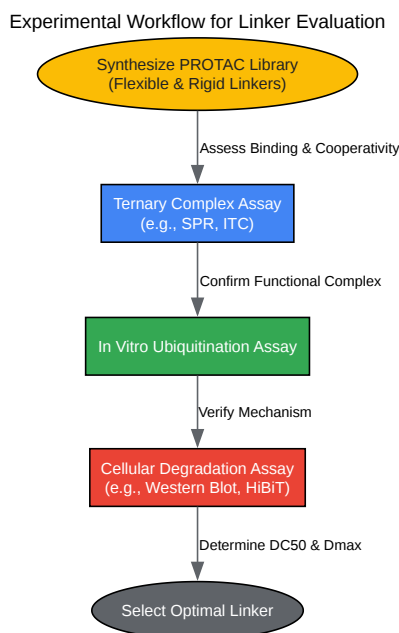 Experimental Workflow for Linker Evaluation
Synthesize PROTAC Library
(Flexible & Rigid Linkers)
Assess Binding & Cooperativity
Ternary Complex Assay
(e.g., SPR, ITC)
Confirm Functional Complex
In Vitro Ubiquitination Assay
Verify Mechanism
Cellular Degradation Assay
(e.g., Western Blot, HiBiT)
Determine DC50 & Dmax
Select Optimal Linker